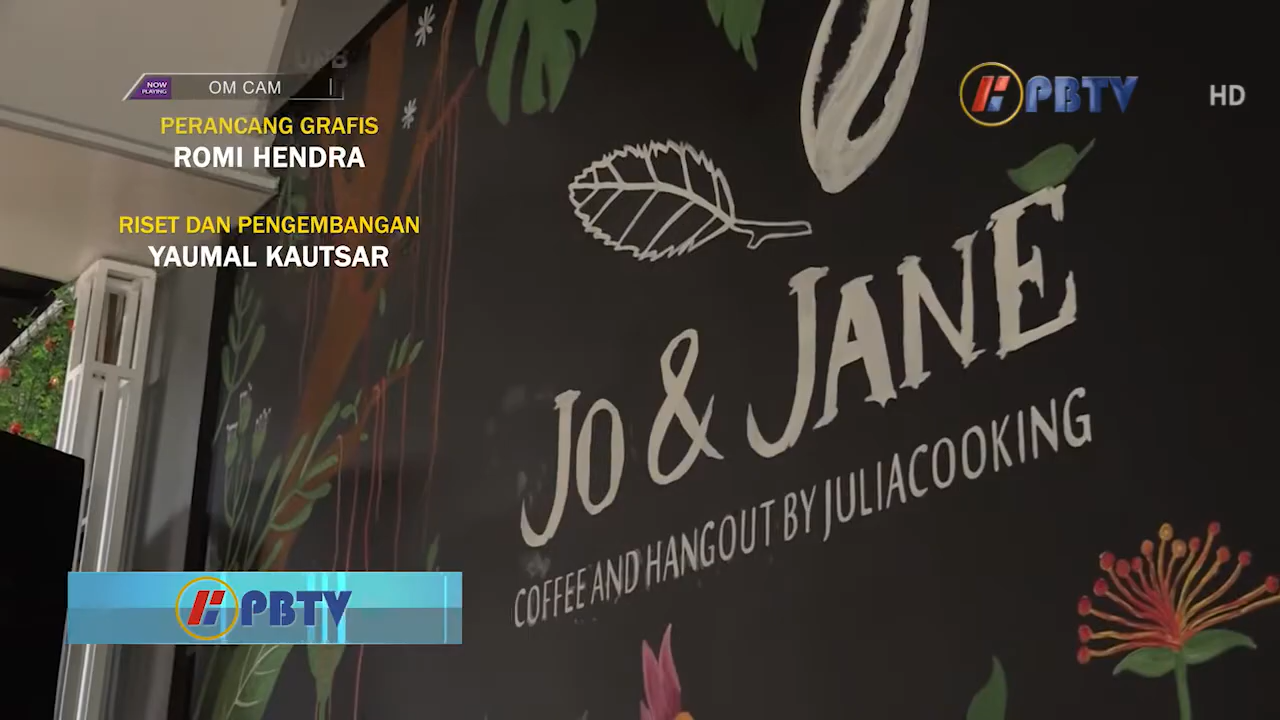 NOW
PLAYING
OM CAM
PERANCANG GRAFIS
ROMI HENDRA
RISET DAN PENGEMBANGAN
YAUMAL KAUTSAR
PBTV
HD
JO & JANE
COFFEE AND HANGOUT BY JULIACOOKING
PBTV